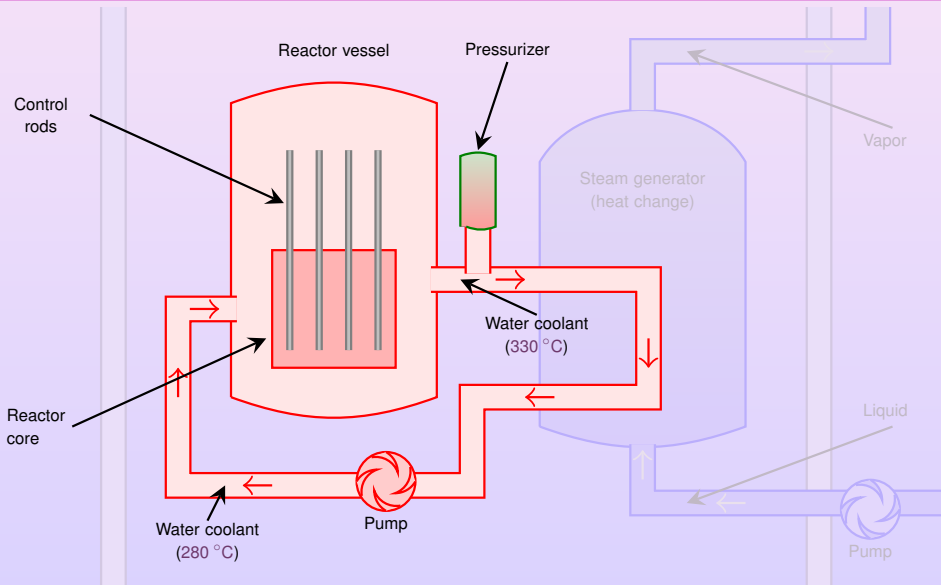 Reactor vessel
Pressurizer
Control
rods
Vapor
Steam generator
(heat change)
Water coolant
(330 °C)
Reactor
core
Liquid
Water coolant
(280 °C)
Pump
Pump